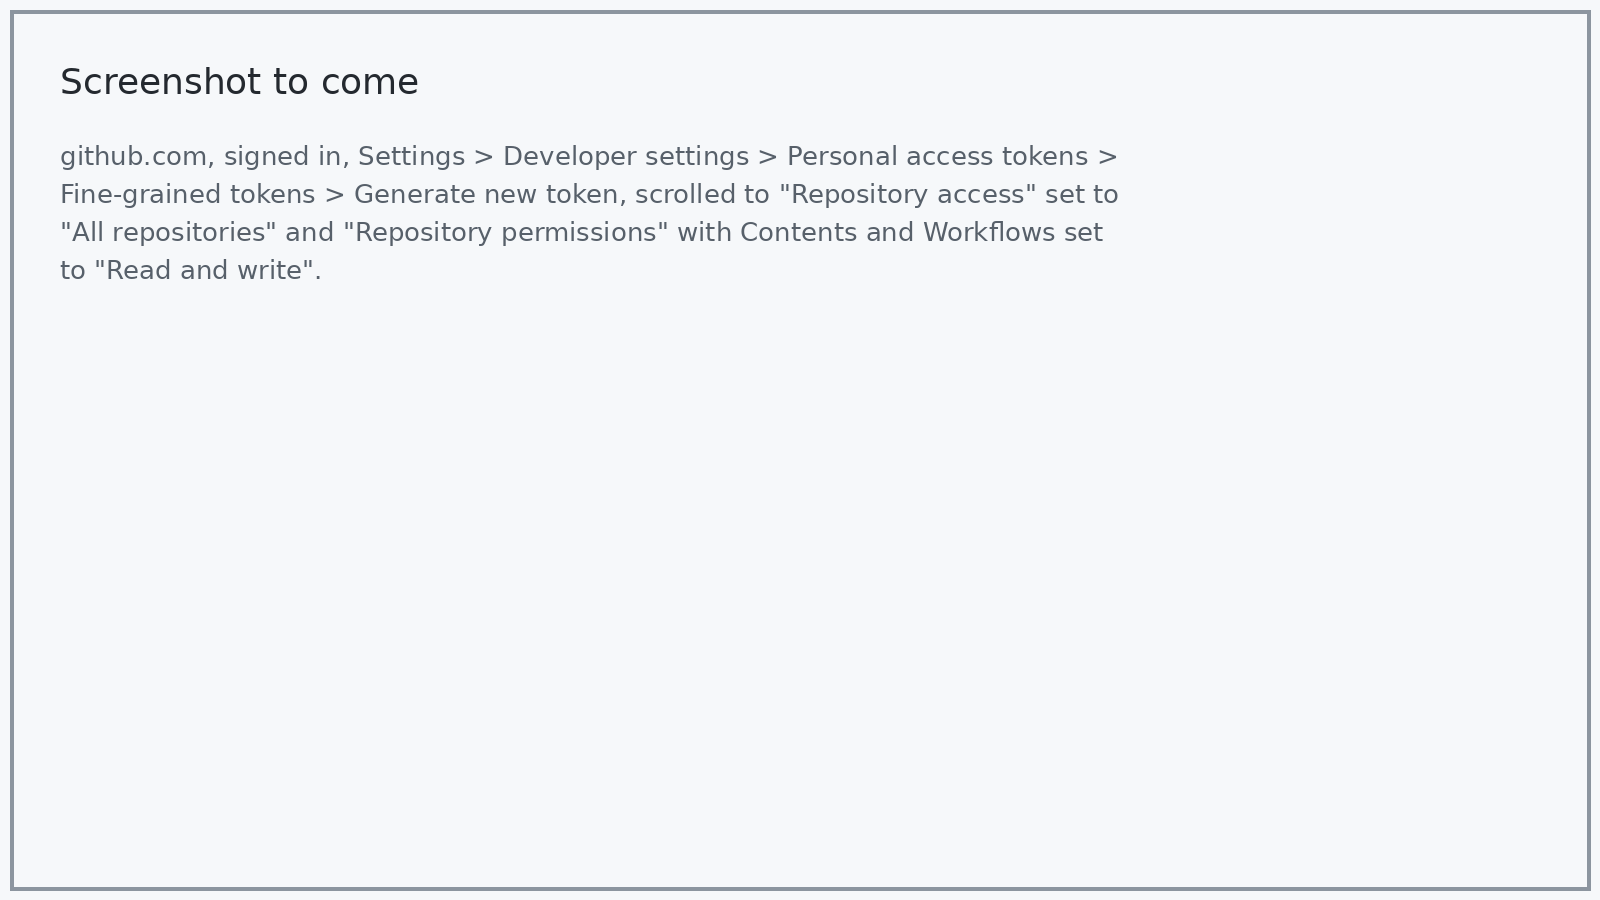 Screenshot to come
github.com, signed in, Settings > Developer settings > Personal access tokens >
Fine-grained tokens > Generate new token, scrolled to "Repository access" set to
"All repositories" and "Repository permissions" with Contents and Workflows set
to "Read and write".